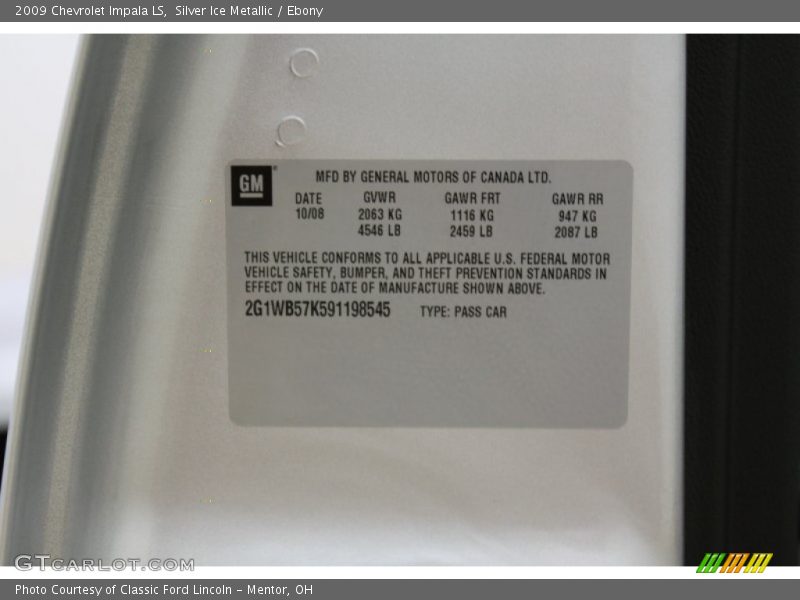 2009 Chevrolet Impala LS,  Silver Ice Metallic / Ebony
GM
MFD BY GENERAL MOTORS OF CANADA LTD.
DATE GVWR GAWR FRT GAWR RR
10/08 2063 KG 1116 KG 947 KG
4546 LB 2459 LB 2087 LB
THIS VEHICLE CONFORMS TO ALL APPLICABLE U.S. FEDERAL MOTOR
VEHICLE SAFETY, BUMPER, AND THEFT PREVENTION STANDARDS IN
EFFECT ON THE DATE OF MANUFACTURE SHOWN ABOVE.
2G1WB57K591198545 TYPE: PASS CAR
GTCARLOT.COM
Photo Courtesy of Classic Ford Lincoln - Mentor, OH